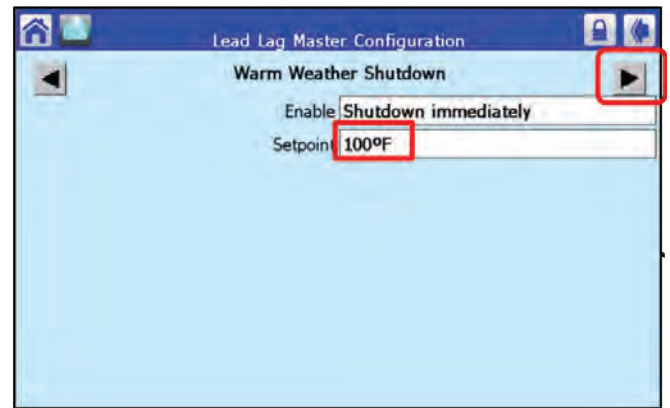 Lead Lag Master Configuration
Warm Weather Shutdown
Enable Shutdown immediately
Setpoint 100ºF